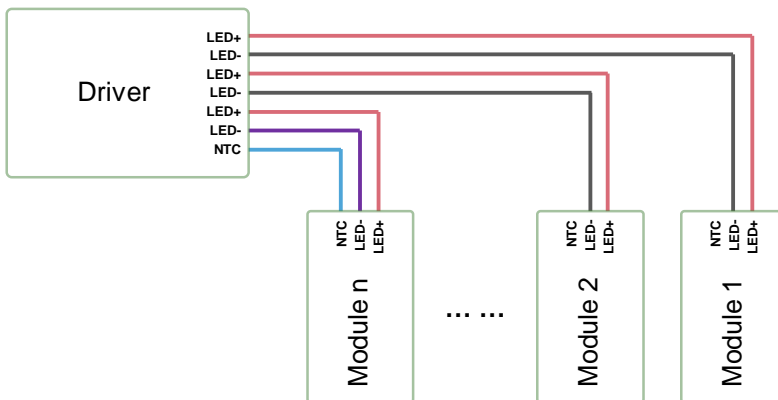 LED+
LED-
LED+
Driver
LED-
LED+
LED-
NTC
NTC
LED-
LED+
Module n
... ...
NTC
LED-
LED+
Module 2
NTC
LED-
LED+
Module 1